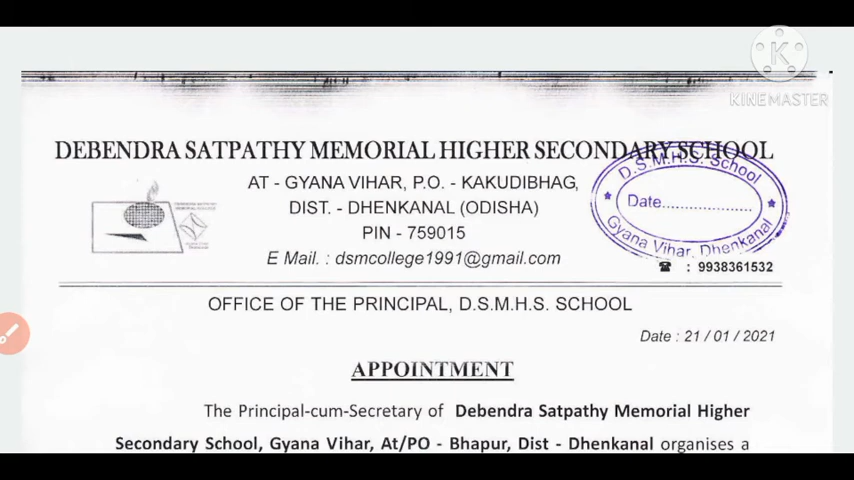 KINEMASTER
DEBENDRA SATPATHY MEMORIAL HIGHER SECONDARY SCHOOL
AT - GYANA VIHAR, P.O. - KAKUDIBHAG,
DIST. - DHENKANAL (ODISHA)
PIN - 759015
E Mail. : dsmcollege1991@gmail.com
D.S.M.H.S. School
Date....................
Gyana Vihar, Dhenkanal
☎ : 9938361532
OFFICE OF THE PRINCIPAL, D.S.M.H.S. SCHOOL
Date : 21 / 01 / 2021
APPOINTMENT
The Principal-cum-Secretary of Debendra Satpathy Memorial Higher
Secondary School, Gyana Vihar, At/PO - Bhapur, Dist - Dhenkanal organises a